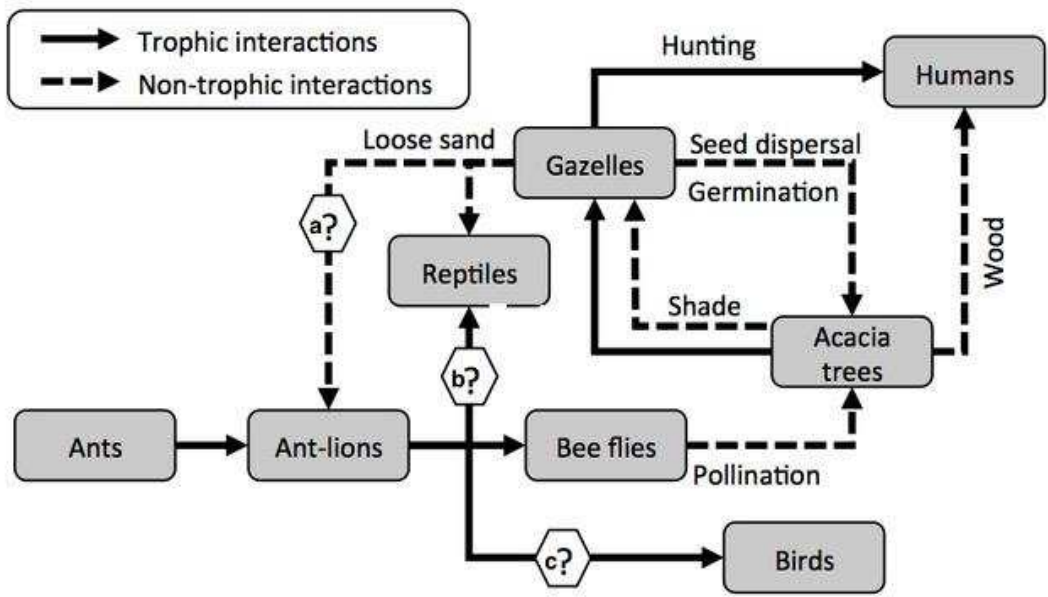 Trophic interactions
Non-trophic interactions
Hunting
Humans
Loose sand
Gazelles
Seed dispersal
Germination
a?
Reptiles
Wood
Shade
Acacia
trees
b?
Ants
Ant-lions
Bee flies
Pollination
c?
Birds